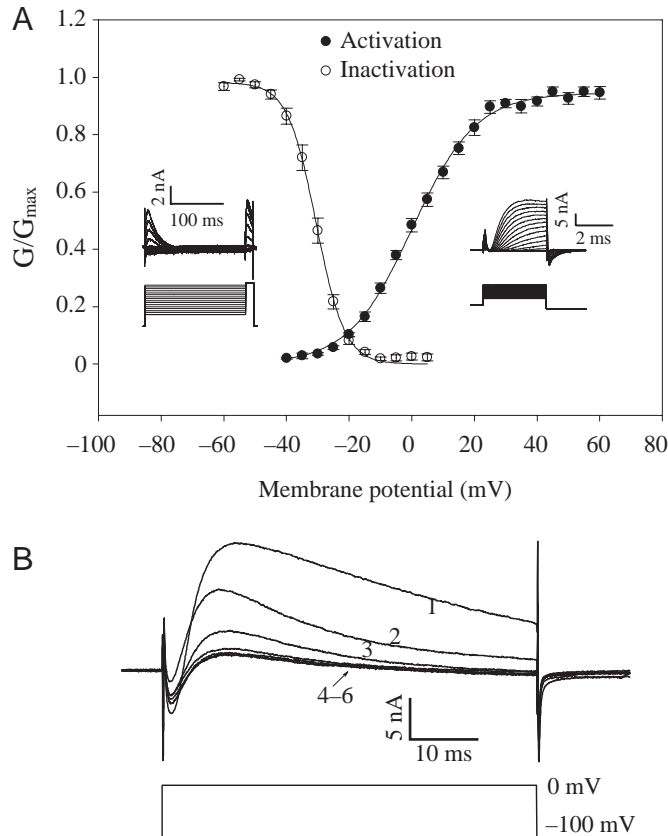 A
1.2
1.0
0.8
0.6
0.4
0.2
0
G/Gmax
● Activation
○ Inactivation
2 nA
100 ms
5 nA
2 ms
–100 –80 –60 –40 –20 0 20 40 60 80
Membrane potential (mV)
B
1
2
3
4–6
5 nA
10 ms
0 mV
–100 mV